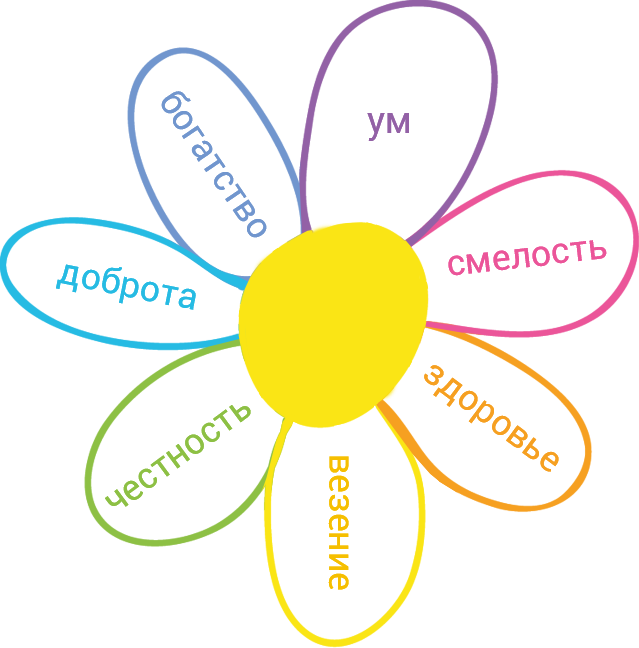 ум
смелость
здоровье
везение
честность
доброта
богатство